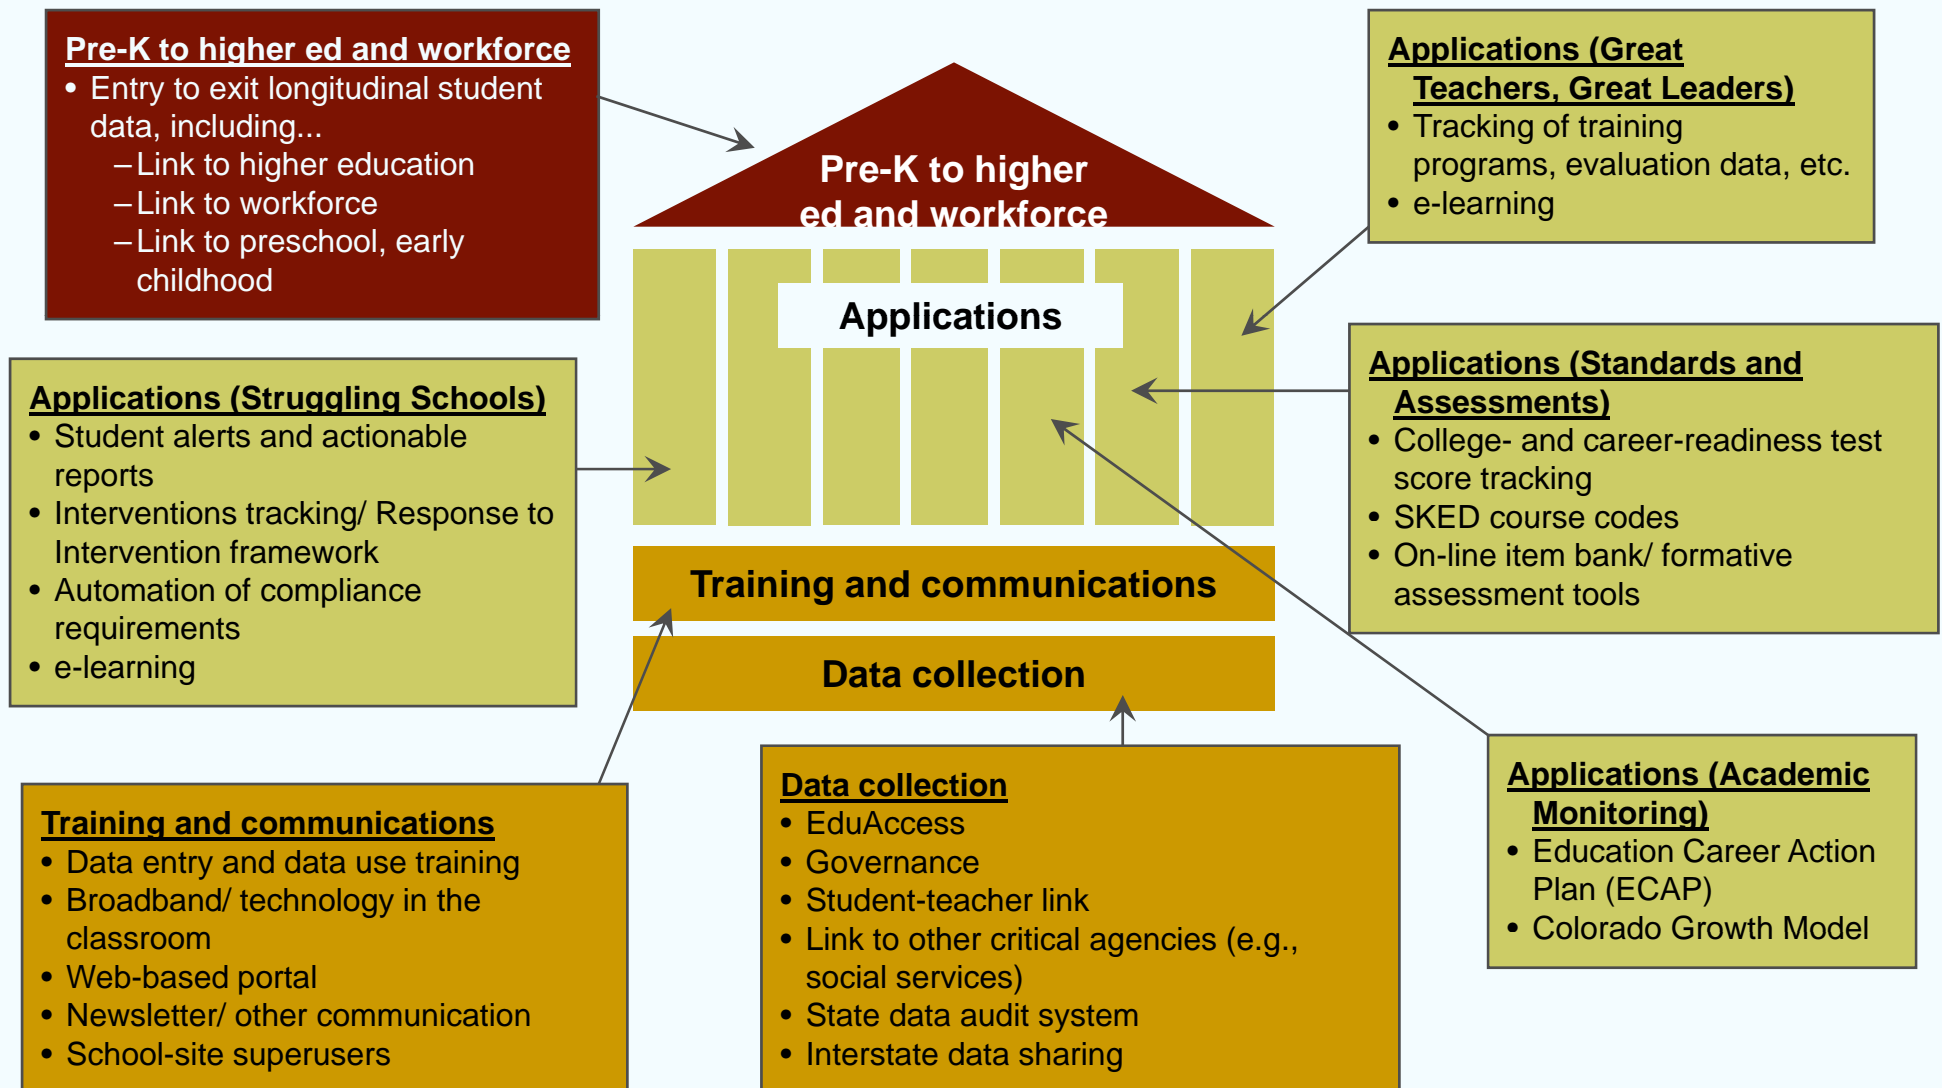 Pre-K to higher ed and workforce
• Entry to exit longitudinal student
data, including...
– Link to higher education
– Link to workforce
– Link to preschool, early
childhood
Pre-K to higher
ed and workforce
Applications (Great
Teachers, Great Leaders)
• Tracking of training
programs, evaluation data, etc.
• e-learning
Applications
Applications (Struggling Schools)
• Student alerts and actionable
reports
• Interventions tracking/ Response to
Intervention framework
• Automation of compliance
requirements
• e-learning
Applications (Standards and
Assessments)
• College- and career-readiness test
score tracking
• SKED course codes
• On-line item bank/ formative
assessment tools
Training and communications
Data collection
Training and communications
• Data entry and data use training
• Broadband/ technology in the
classroom
• Web-based portal
• Newsletter/ other communication
• School-site superusers
Data collection
• EduAccess
• Governance
• Student-teacher link
• Link to other critical agencies (e.g.,
social services)
• State data audit system
• Interstate data sharing
Applications (Academic
Monitoring)
• Education Career Action
Plan (ECAP)
• Colorado Growth Model